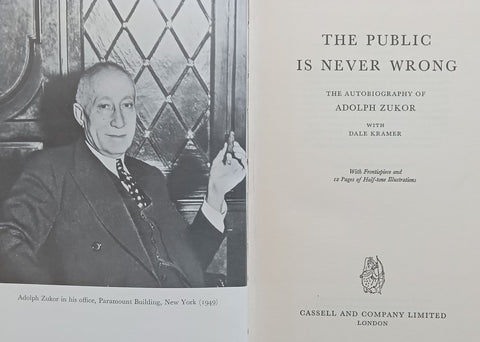 Adolph Zukor in his office, Paramount Building, New York (1949)
THE PUBLIC
IS NEVER WRONG
THE AUTOBIOGRAPHY OF
ADOLPH ZUKOR
WITH
DALE KRAMER
With Frontispiece and
12 Pages of Half-tone Illustrations
CASSELL AND COMPANY LIMITED
LONDON